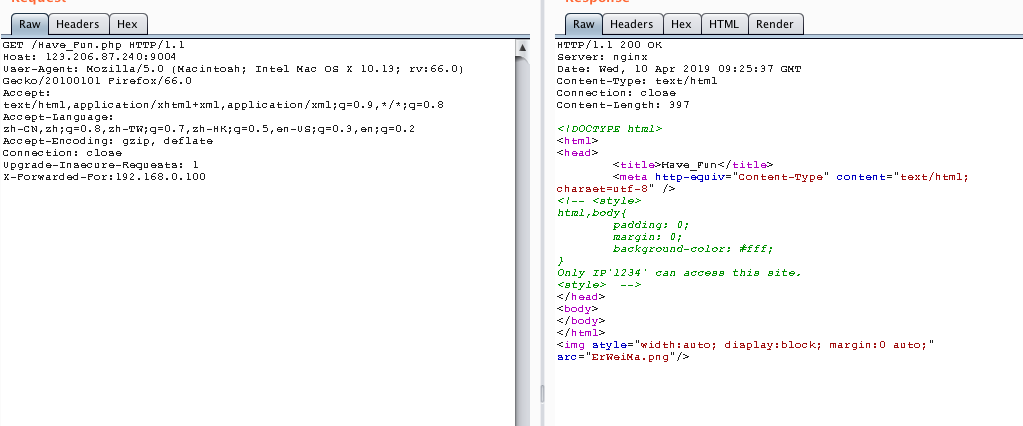 Request
Raw Headers Hex
GET /Have_Fun.php HTTP/1.1
Host: 123.206.87.240:9004
User-Agent: Mozilla/5.0 (Macintosh; Intel Mac OS X 10.13; rv:66.0)
Gecko/20100101 Firefox/66.0
Accept:
text/html,application/xhtml+xml,application/xml;q=0.9,*/*;q=0.8
Accept-Language:
zh-CN,zh;q=0.8,zh-TW;q=0.7,zh-HK;q=0.5,en-US;q=0.3,en;q=0.2
Accept-Encoding: gzip, deflate
Connection: close
Upgrade-Insecure-Requests: 1
X-Forwarded-For:192.168.0.100
Response
Raw Headers Hex HTML Render
HTTP/1.1 200 OK
Server: nginx
Date: Wed, 10 Apr 2019 09:25:37 GMT
Content-Type: text/html
Connection: close
Content-Length: 397
<!DOCTYPE html>
<html>
<head>
<title>Have_Fun</title>
<meta http-equiv="Content-Type" content="text/html;
charset=utf-8" />
<!-- <style>
html,body{
padding: 0;
margin: 0;
background-color: #fff;
}
Only IP'1234' can access this site.
<style> -->
</head>
<body>
</body>
</html>
<img style="width:auto; display:block; margin:0 auto;"
src="ErWeiMa.png"/>